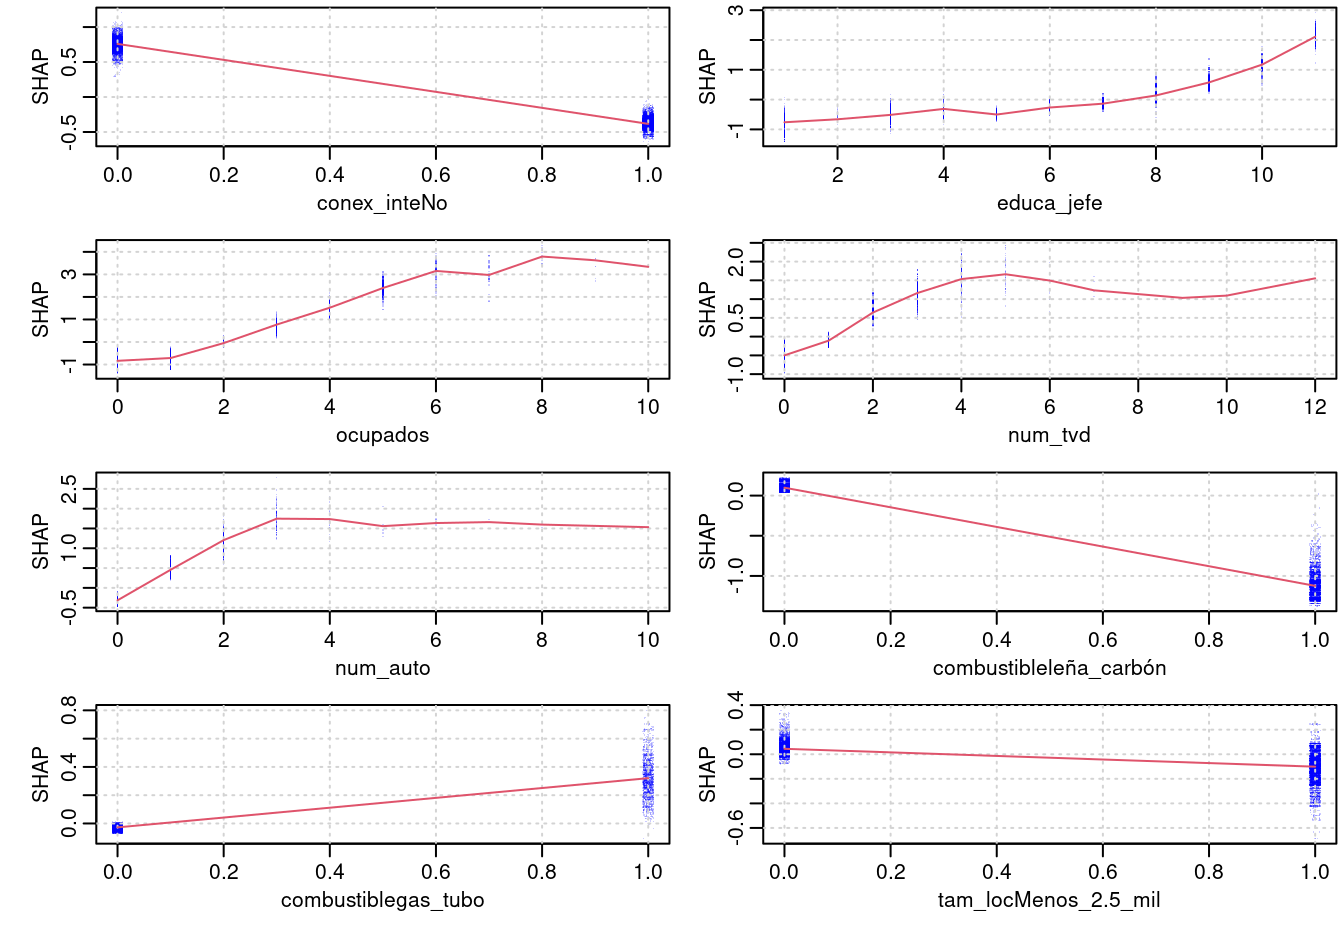 SHAP
0.5
-0.5
0.0 0.2 0.4 0.6 0.8 1.0
conex_inteNo
SHAP
3
1
-1
2 4 6 8 10
educa_jefe
SHAP
3
1
-1
0 2 4 6 8 10
ocupados
SHAP
2.0
0.5
-1.0
0 2 4 6 8 10 12
num_tvd
SHAP
2.5
1.0
-0.5
0 2 4 6 8 10
num_auto
SHAP
0.0
-1.0
0.0 0.2 0.4 0.6 0.8 1.0
combustibleleña_carbón
SHAP
0.8
0.4
0.0
0.0 0.2 0.4 0.6 0.8 1.0
combustiblegas_tubo
SHAP
0.4
0.0
-0.6
0.0 0.2 0.4 0.6 0.8 1.0
tam_locMenos_2.5_mil